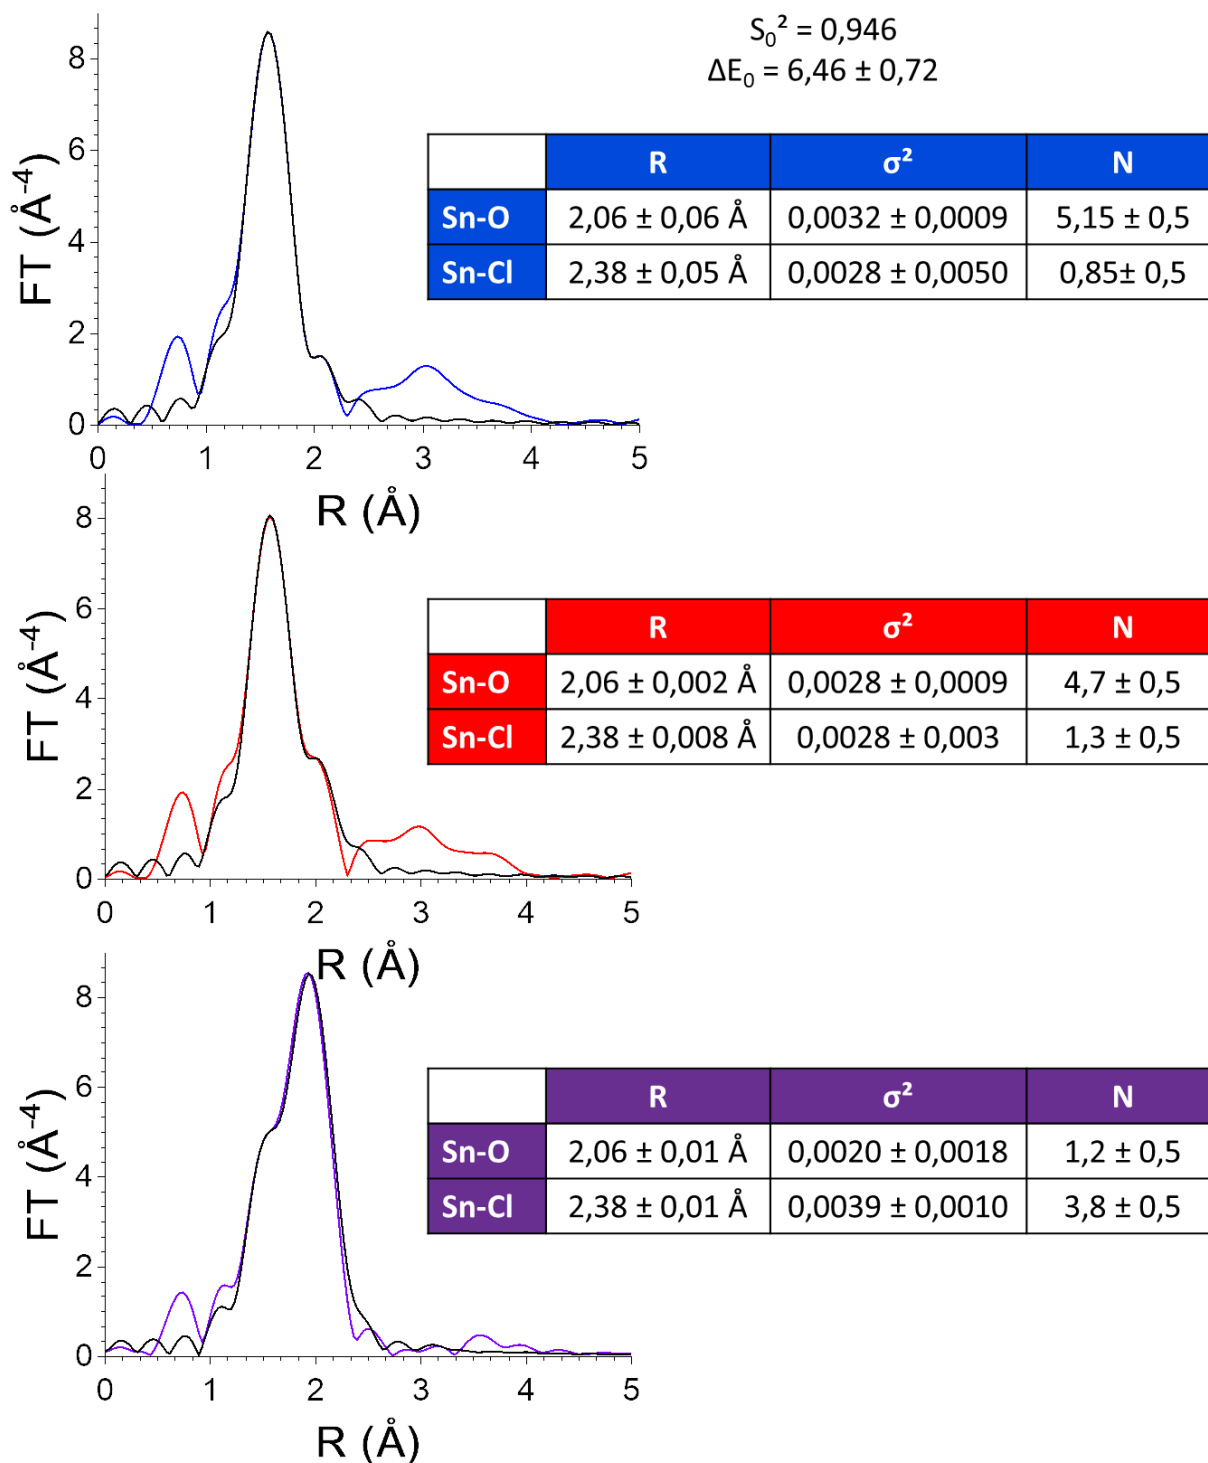 S₀² = 0,946
ΔE₀ = 6,46 ± 0,72
FT (Å⁻⁴)
8
6
4
2
0
0 1 2 3 4 5
R (Å)
R σ² N
Sn-O 2,06 ± 0,06 Å 0,0032 ± 0,0009 5,15 ± 0,5
Sn-Cl 2,38 ± 0,05 Å 0,0028 ± 0,0050 0,85± 0,5
FT (Å⁻⁴)
8
6
4
2
0
0 1 2 3 4 5
R (Å)
R σ² N
Sn-O 2,06 ± 0,002 Å 0,0028 ± 0,0009 4,7 ± 0,5
Sn-Cl 2,38 ± 0,008 Å 0,0028 ± 0,003 1,3 ± 0,5
FT (Å⁻⁴)
8
6
4
2
0
0 1 2 3 4 5
R (Å)
R σ² N
Sn-O 2,06 ± 0,01 Å 0,0020 ± 0,0018 1,2 ± 0,5
Sn-Cl 2,38 ± 0,01 Å 0,0039 ± 0,0010 3,8 ± 0,5